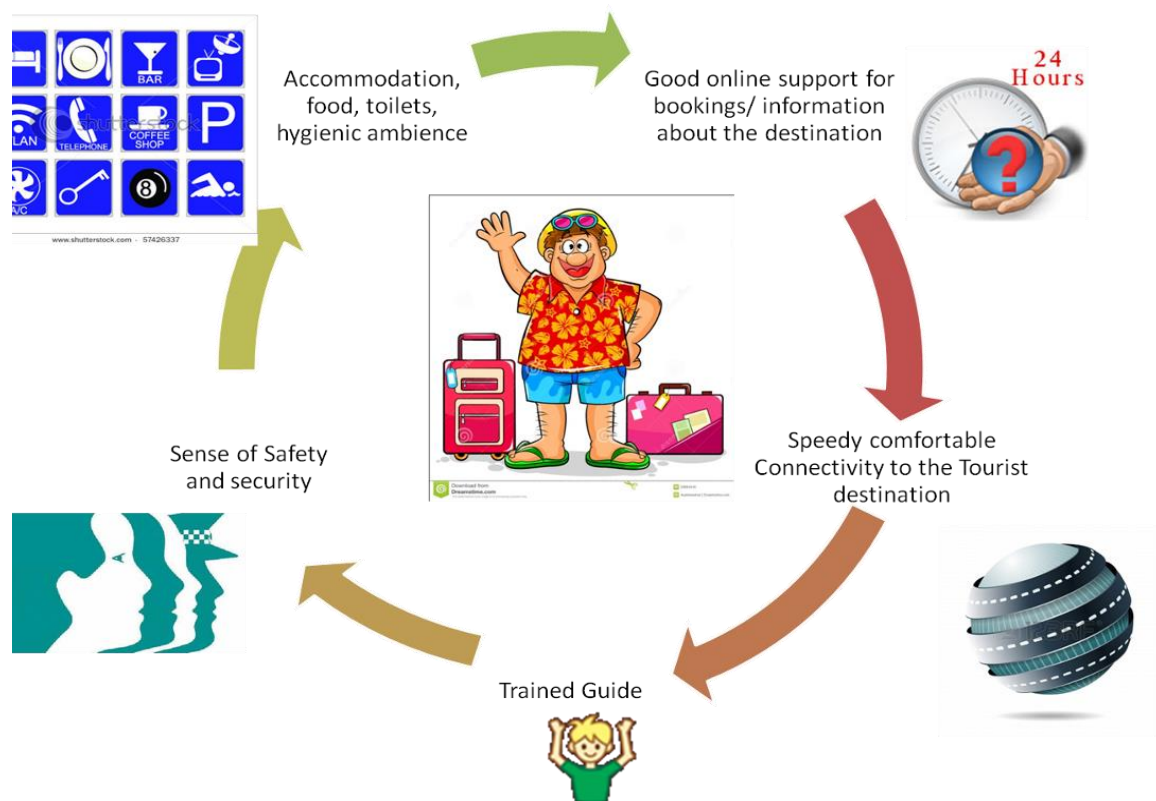 Accommodation,
food, toilets,
hygienic ambience
Good online support for
bookings/ information
about the destination
24
Hours
BAR
LAN
TELEPHONE
COFFEE
SHOP
P
A/C
8
shutterstock
www.shutterstock.com · 57426337
?
Speedy comfortable
Connectivity to the Tourist
destination
Download from
Dreamstime.com
Sense of Safety
and security
Trained Guide